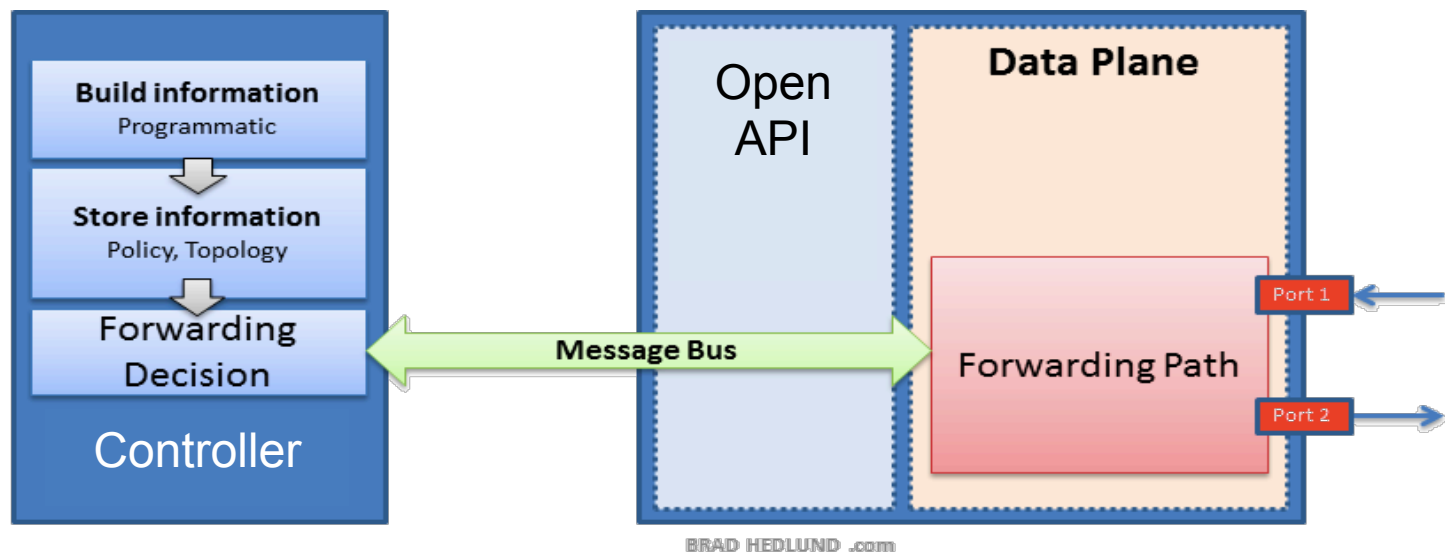 Build information
Programmatic
Store information
Policy, Topology
Forwarding
Decision
Controller
Message Bus
Open
API
Data Plane
Forwarding Path
Port 1
Port 2
BRAD HEDLUND .com